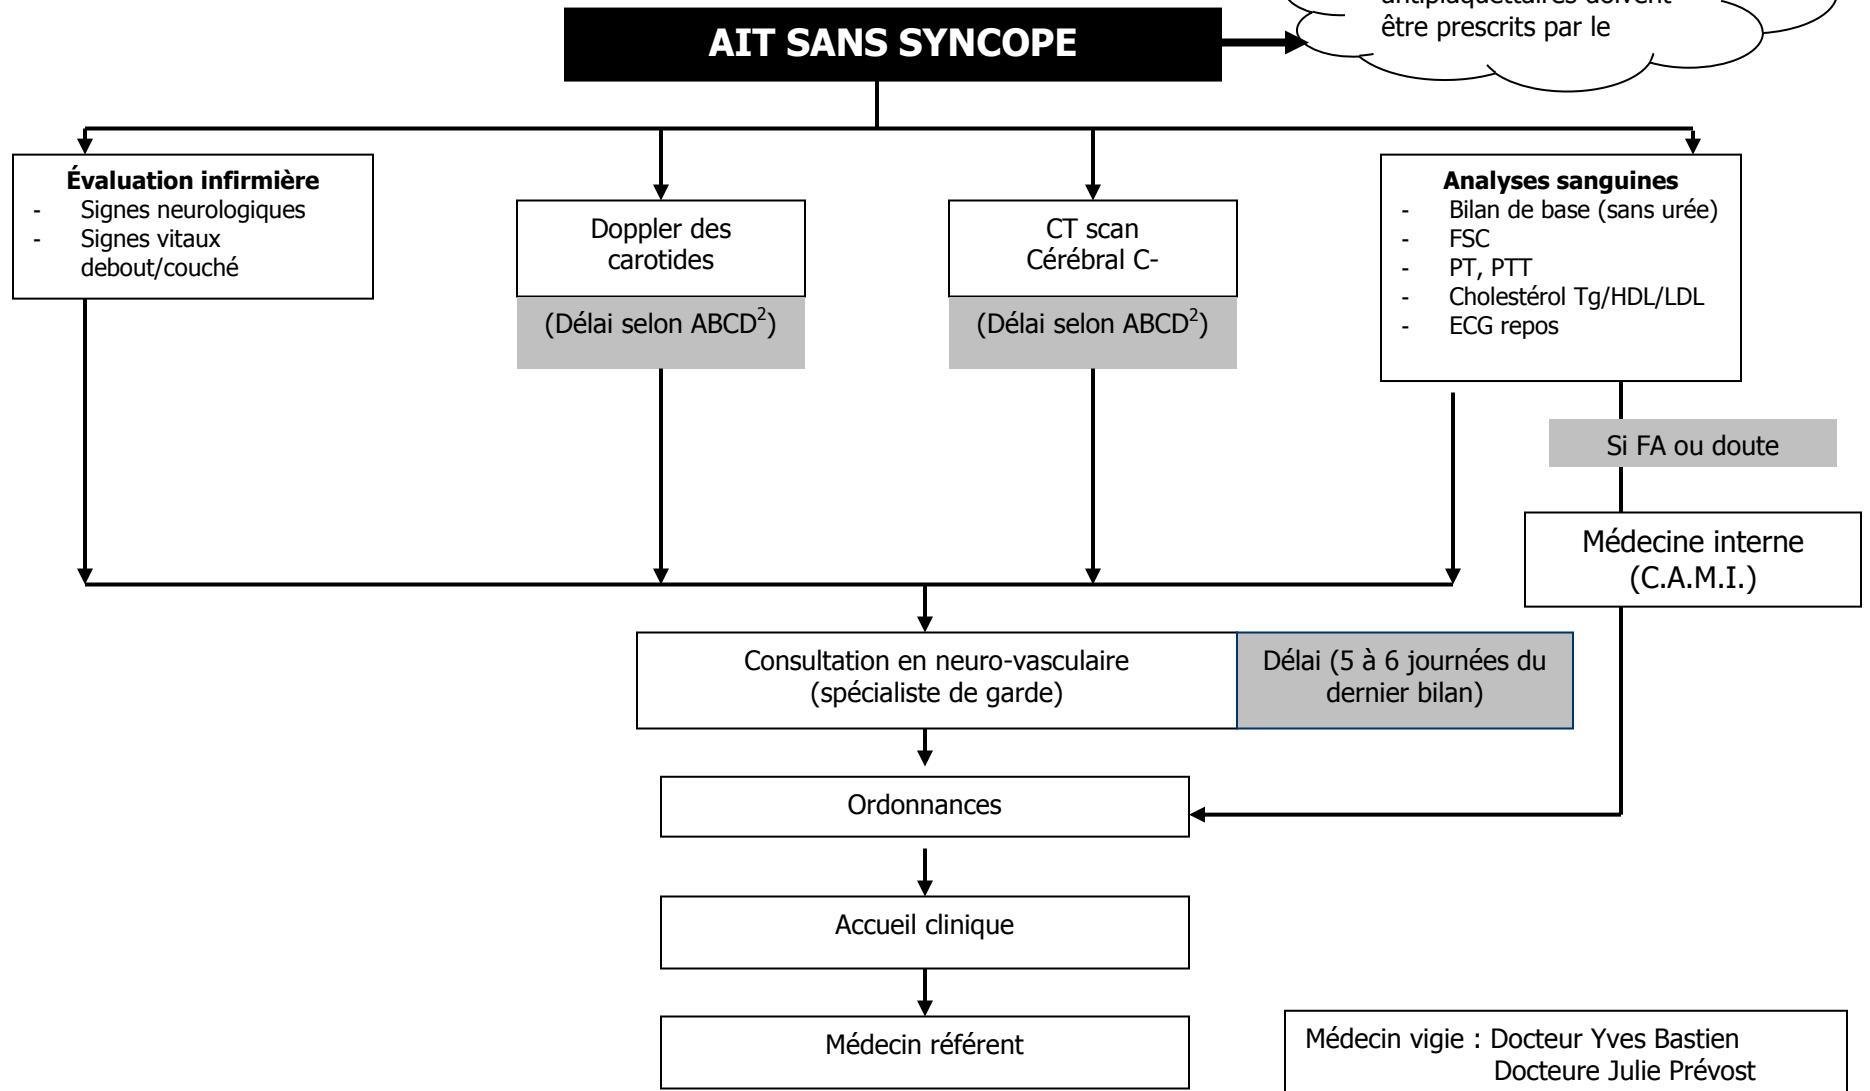 antiplaquettaires doivent
être prescrits par le
AIT SANS SYNCOPE
Évaluation infirmière
- Signes neurologiques
- Signes vitaux
debout/couché
Doppler des
carotides
(Délai selon ABCD²)
CT scan
Cérébral C-
(Délai selon ABCD²)
Analyses sanguines
- Bilan de base (sans urée)
- FSC
- PT, PTT
- Cholestérol Tg/HDL/LDL
- ECG repos
Si FA ou doute
Médecine interne
(C.A.M.I.)
Consultation en neuro-vasculaire
(spécialiste de garde)
Délai (5 à 6 journées du
dernier bilan)
Ordonnances
Accueil clinique
Médecin référent
Médecin vigie : Docteur Yves Bastien
Docteure Julie Prévost